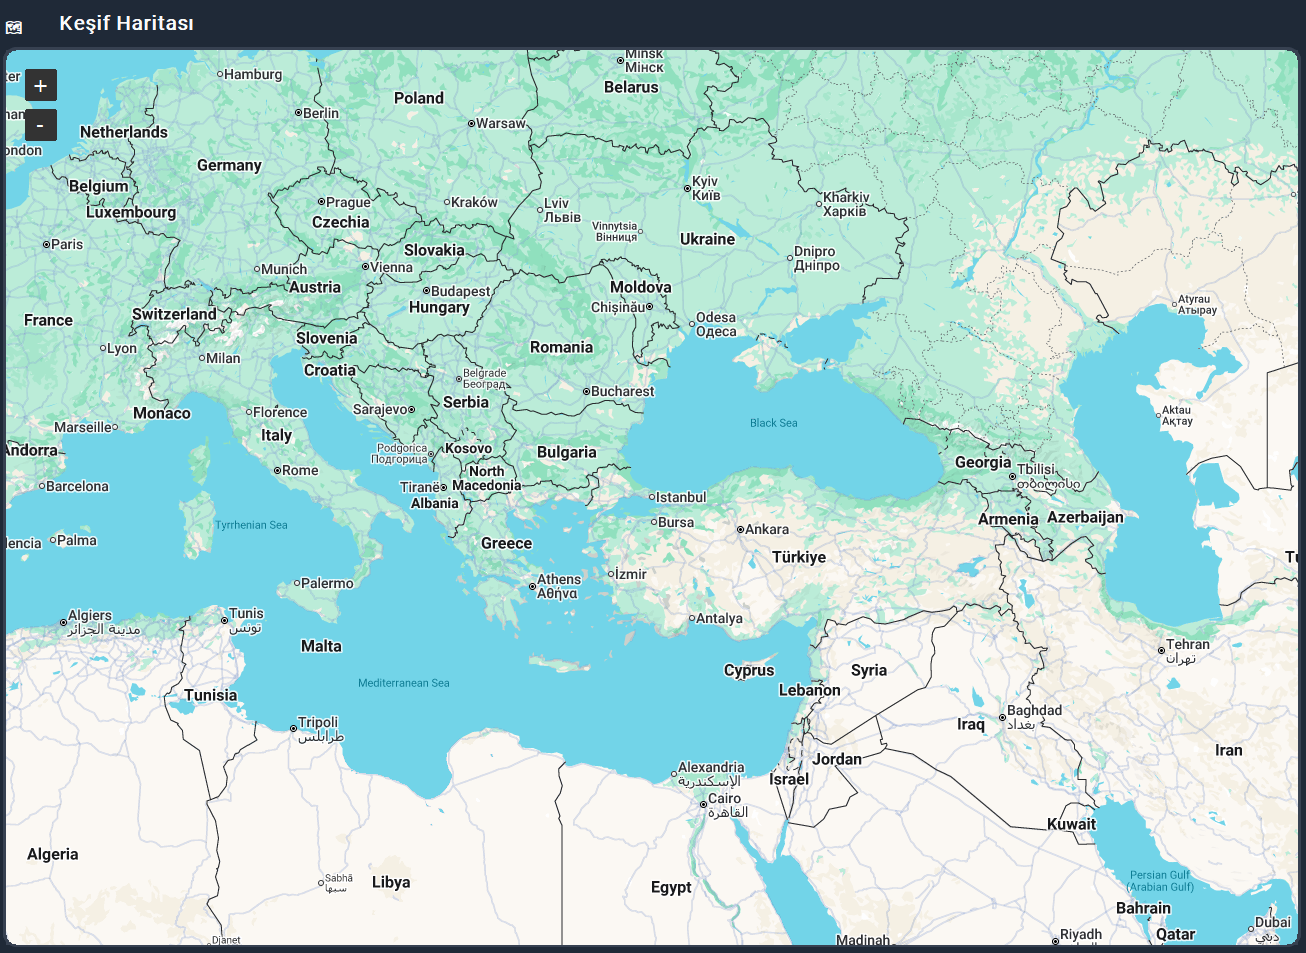 Keşif Haritası
+
-
Minsk
Мінск
Hamburg
Belarus
Poland
Berlin
Warsaw
Netherlands
Germany
Belgium
Kyiv
Київ
Prague
Kraków
Lviv
Львів
Kharkiv
Харків
Luxembourg
Czechia
Vinnytsia
Вінниця
Ukraine
Paris
Slovakia
Dnipro
Дніпро
Munich
Vienna
Austria
Budapest
Moldova
Hungary
Chișinău
Atyrau
Атырау
Switzerland
France
Odesa
Одеса
Slovenia
Lyon
Milan
Romania
Croatia
Belgrade
Београд
Bucharest
Serbia
Sarajevo
Monaco
Florence
Aktau
Ақтау
Marseille
Italy
Black Sea
Andorra
Podgorica
Подгорица
Kosovo
Bulgaria
Georgia
Tbilisi
თბილისი
Rome
North
Macedonia
Barcelona
Tiranë
Albania
Istanbul
Tyrrhenian Sea
Bursa
Ankara
Armenia
Azerbaijan
Palma
Greece
Türkiye
Palermo
Athens
Αθήνα
İzmir
Algiers
مدينة الجزائر
Tunis
تونس
Antalya
Malta
Tehran
تهران
Cyprus
Syria
Mediterranean Sea
Lebanon
Tunisia
Tripoli
طرابلس
Baghdad
بغداد
Iraq
Iran
Jordan
Alexandria
الإسكندرية
Israel
Cairo
القاهرة
Kuwait
Algeria
Sabhā
سبها
Libya
Egypt
Persian Gulf
(Arabian Gulf)
Bahrain
Dubai
دبي
Qatar
Riyadh
Madinah
Djanet